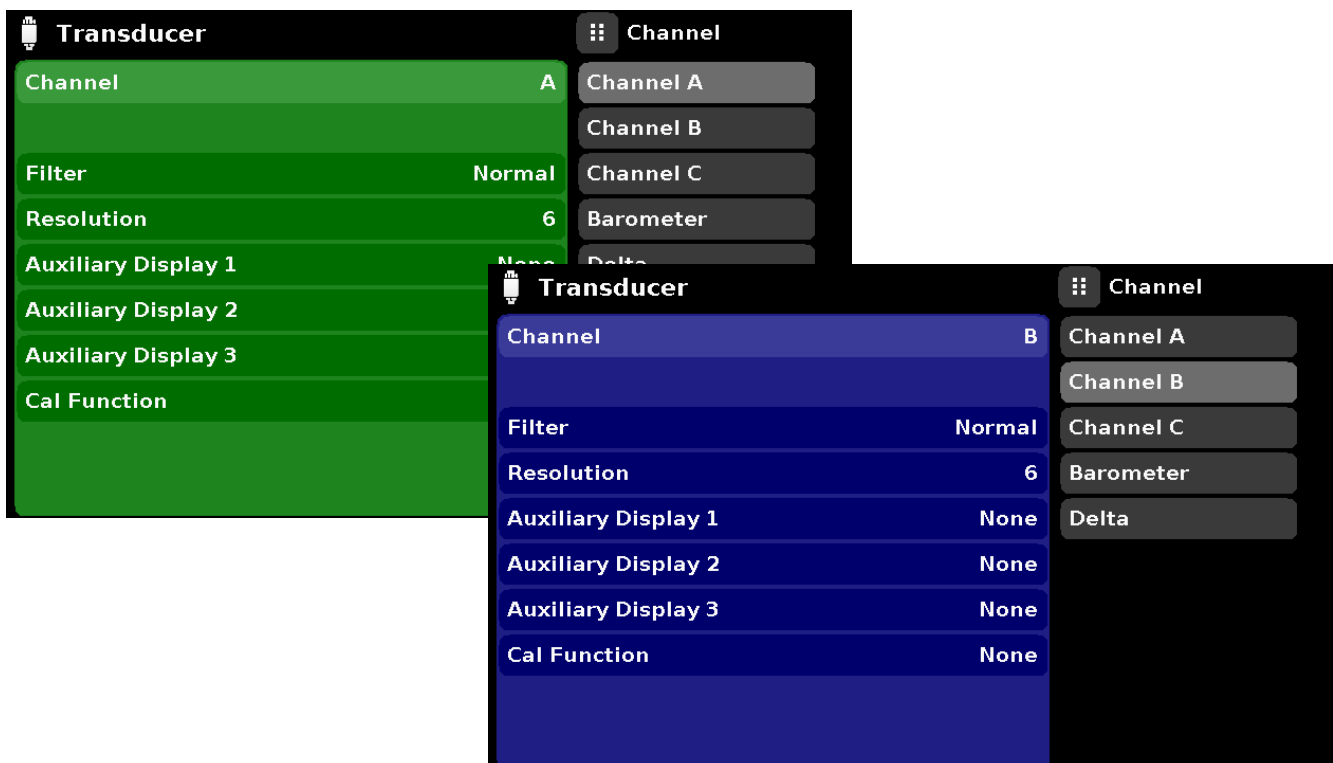 Transducer
Channel
Channel A
Channel A
Channel B
Filter Normal
Channel C
Resolution 6
Barometer
Auxiliary Display 1
Auxiliary Display 2
Auxiliary Display 3
Cal Function
Transducer
Channel
Channel B
Channel A
Channel B
Filter Normal
Channel C
Resolution 6
Barometer
Auxiliary Display 1 None
Delta
Auxiliary Display 2 None
Auxiliary Display 3 None
Cal Function None